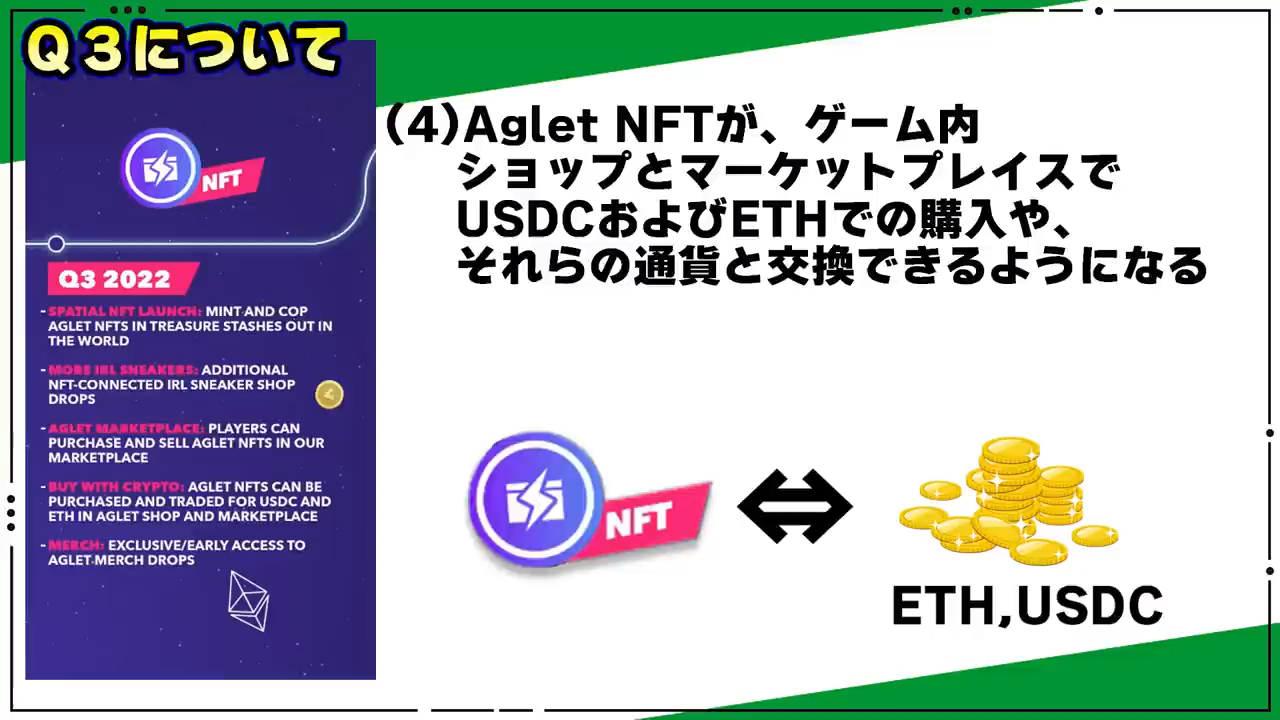 Q3について
NFT
Q3 2022
- SPATIAL NFT LAUNCH: MINT AND COP
AGLET NFTS IN TREASURE STASHES OUT IN
THE WORLD
- MORE IRL SNEAKERS: ADDITIONAL
NFT-CONNECTED IRL SNEAKER SHOP
DROPS
- AGLET MARKETPLACE: PLAYERS CAN
PURCHASE AND SELL AGLET NFTS IN OUR
MARKETPLACE
- BUY WITH CRYPTO: AGLET NFTS CAN BE
PURCHASED AND TRADED FOR USDC AND
ETH IN AGLET SHOP AND MARKETPLACE
- MERCH: EXCLUSIVE/EARLY ACCESS TO
AGLET MERCH DROPS
(4)Aglet NFTが、ゲーム内
ショップとマーケットプレイスで
USDCおよびETHでの購入や、
それらの通貨と交換できるようになる
NFT
ETH,USDC